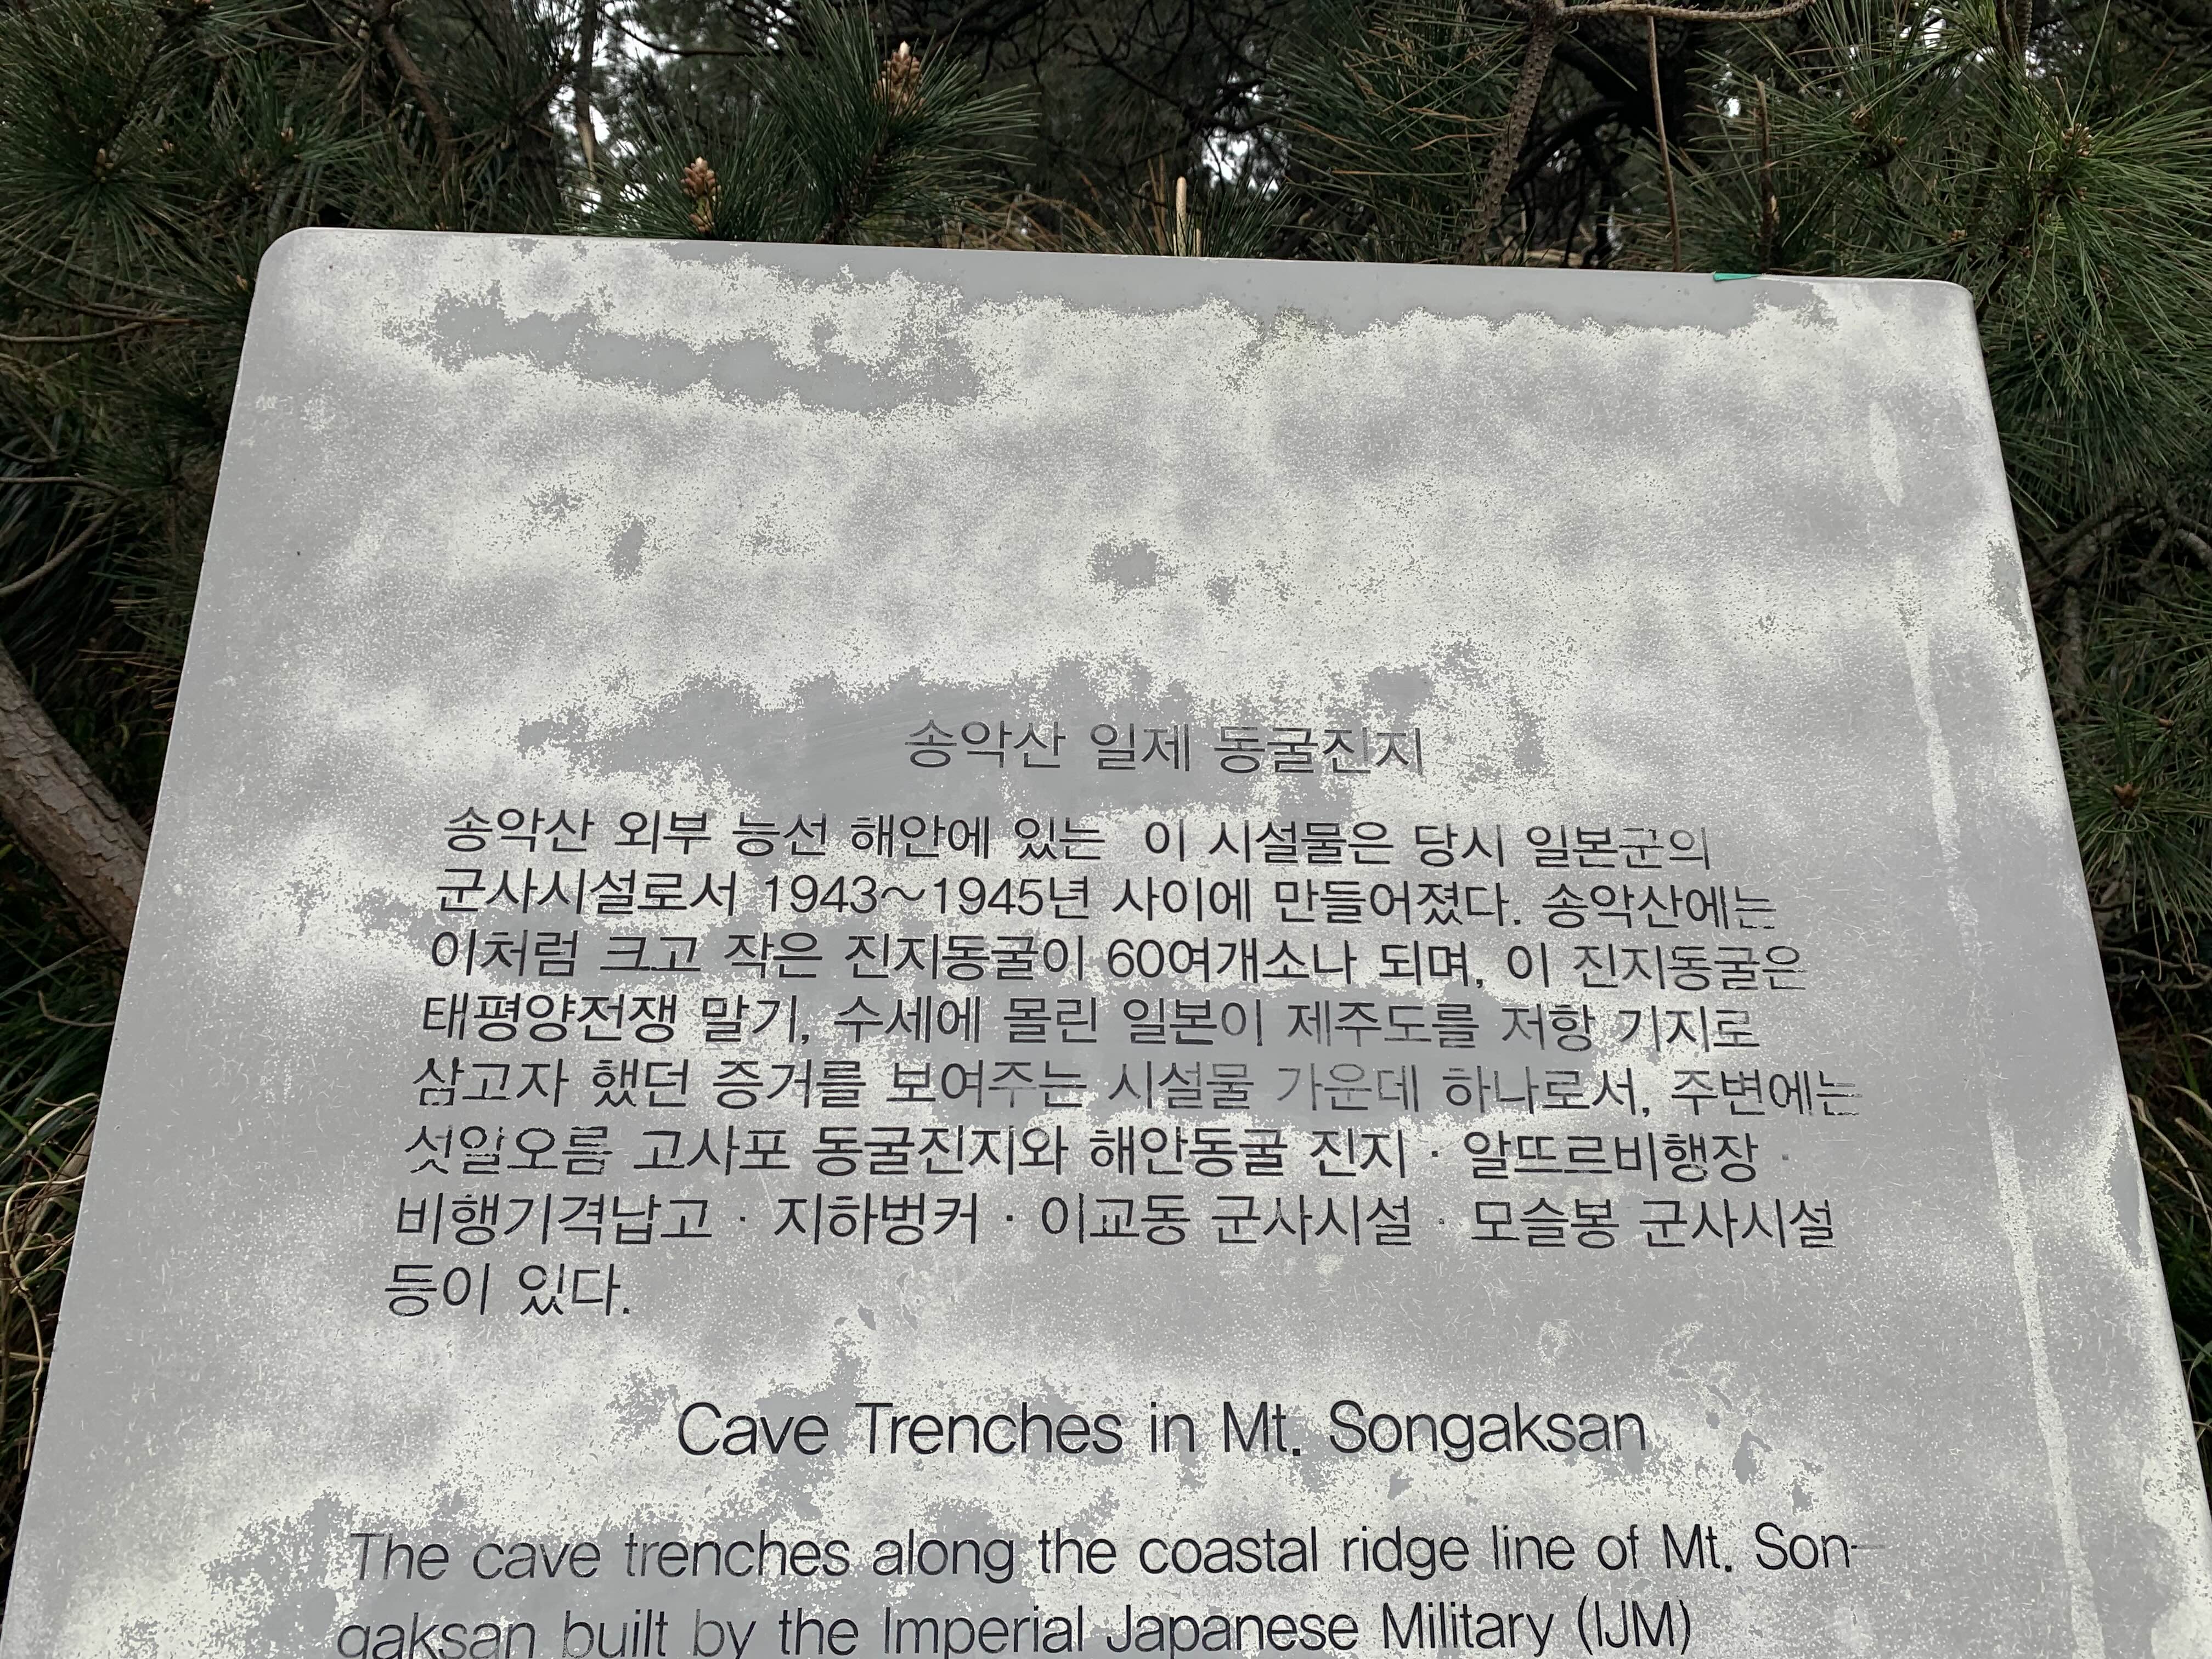 송악산 일제 동굴진지
송악산 외부 능선 해안에 있는 이 시설물은 당시 일본군의
군사시설로서 1943～1945년 사이에 만들어졌다. 송악산에는
이처럼 크고 작은 진지동굴이 60여개소나 되며, 이 진지동굴은
태평양전쟁 말기, 수세에 몰린 일본이 제주도를 저항 기지로
삼고자 했던 증거를 보여주는 시설물 가운데 하나로서, 주변에는
섯알오름 고사포 동굴진지와 해안동굴 진지 · 알뜨르비행장 ·
비행기격납고 · 지하벙커 · 이교동 군사시설 · 모슬봉 군사시설
등이 있다.
Cave Trenches in Mt. Songaksan
The cave trenches along the coastal ridge line of Mt. Son-
gaksan built by the Imperial Japanese Military (IJM)